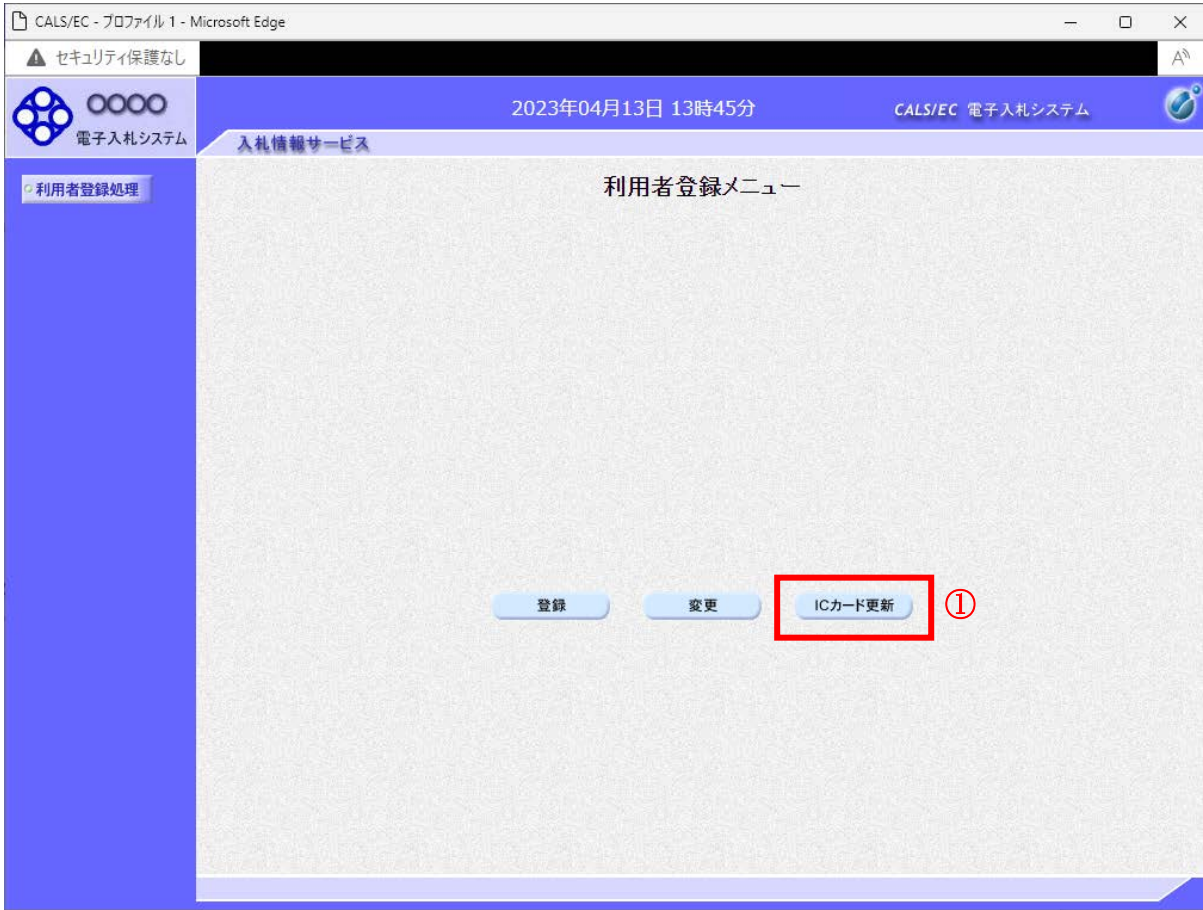 CALS/EC - プロファイル 1 - Microsoft Edge
セキュリティ保護なし
〇〇〇〇
電子入札システム
2023年04月13日 13時45分
CALS/EC 電子入札システム
入札情報サービス
利用者登録処理
利用者登録メニュー
登録
変更
ICカード更新
①